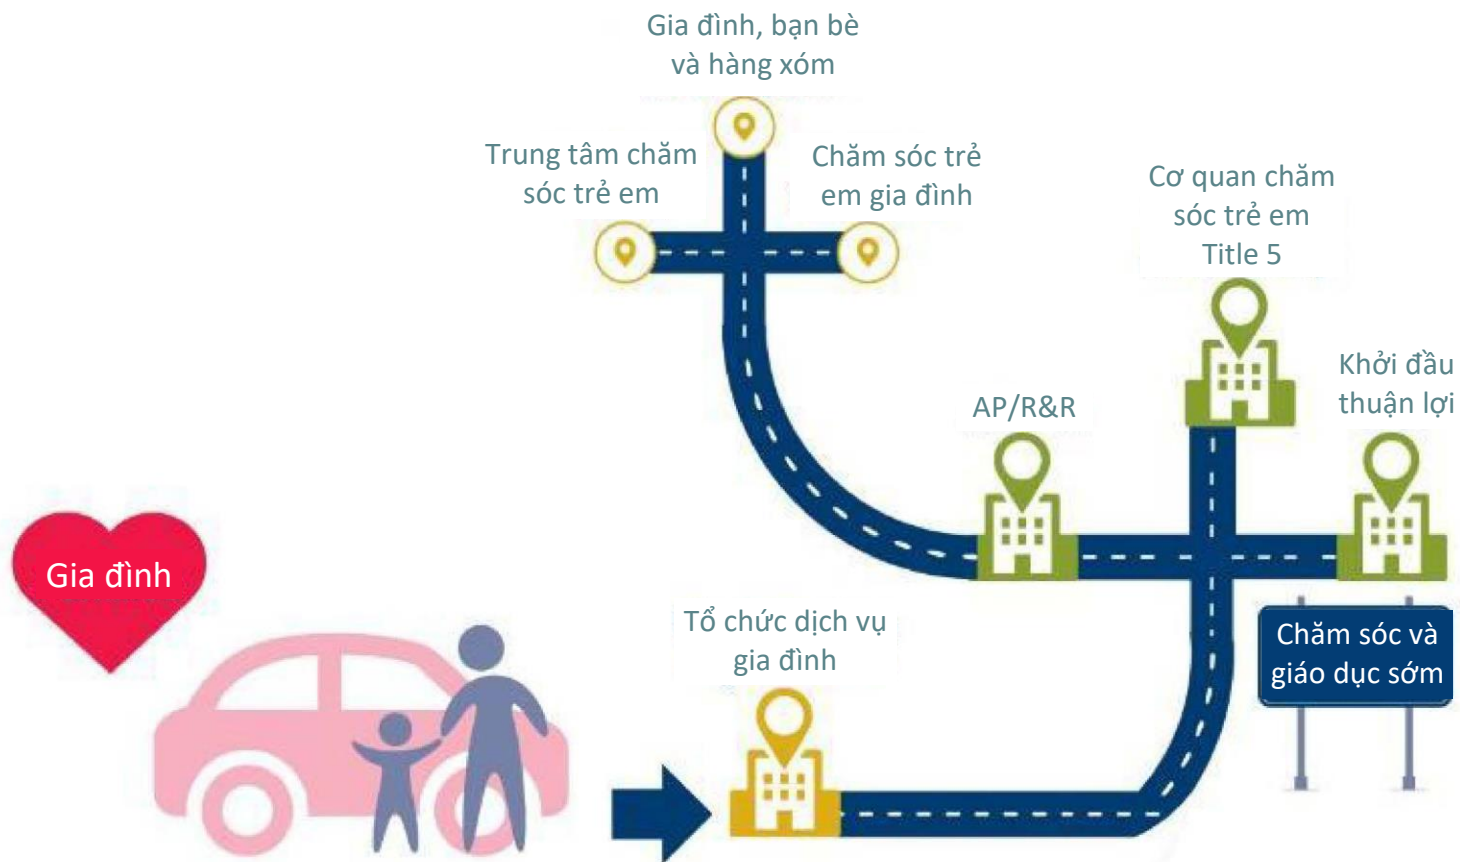 Gia đình, bạn bè
và hàng xóm
Trung tâm chăm
sóc trẻ em
Chăm sóc trẻ
em gia đình
Cơ quan chăm
sóc trẻ em
Title 5
Khởi đầu
thuận lợi
AP/R&R
Gia đình
Tổ chức dịch vụ
gia đình
Chăm sóc và
giáo dục sớm